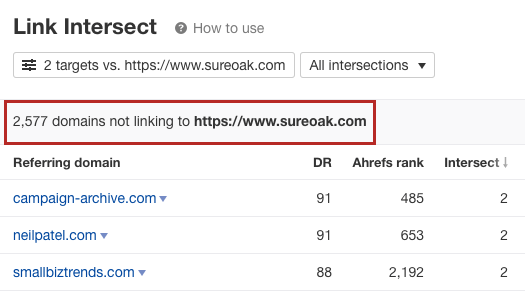 Link Intersect ? How to use
2 targets vs. https://www.sureoak.com All intersections
2,577 domains not linking to https://www.sureoak.com
Referring domain DR Ahrefs rank Intersect ↓
campaign-archive.com 91 485 2
neilpatel.com 91 653 2
smallbiztrends.com 88 2,192 2